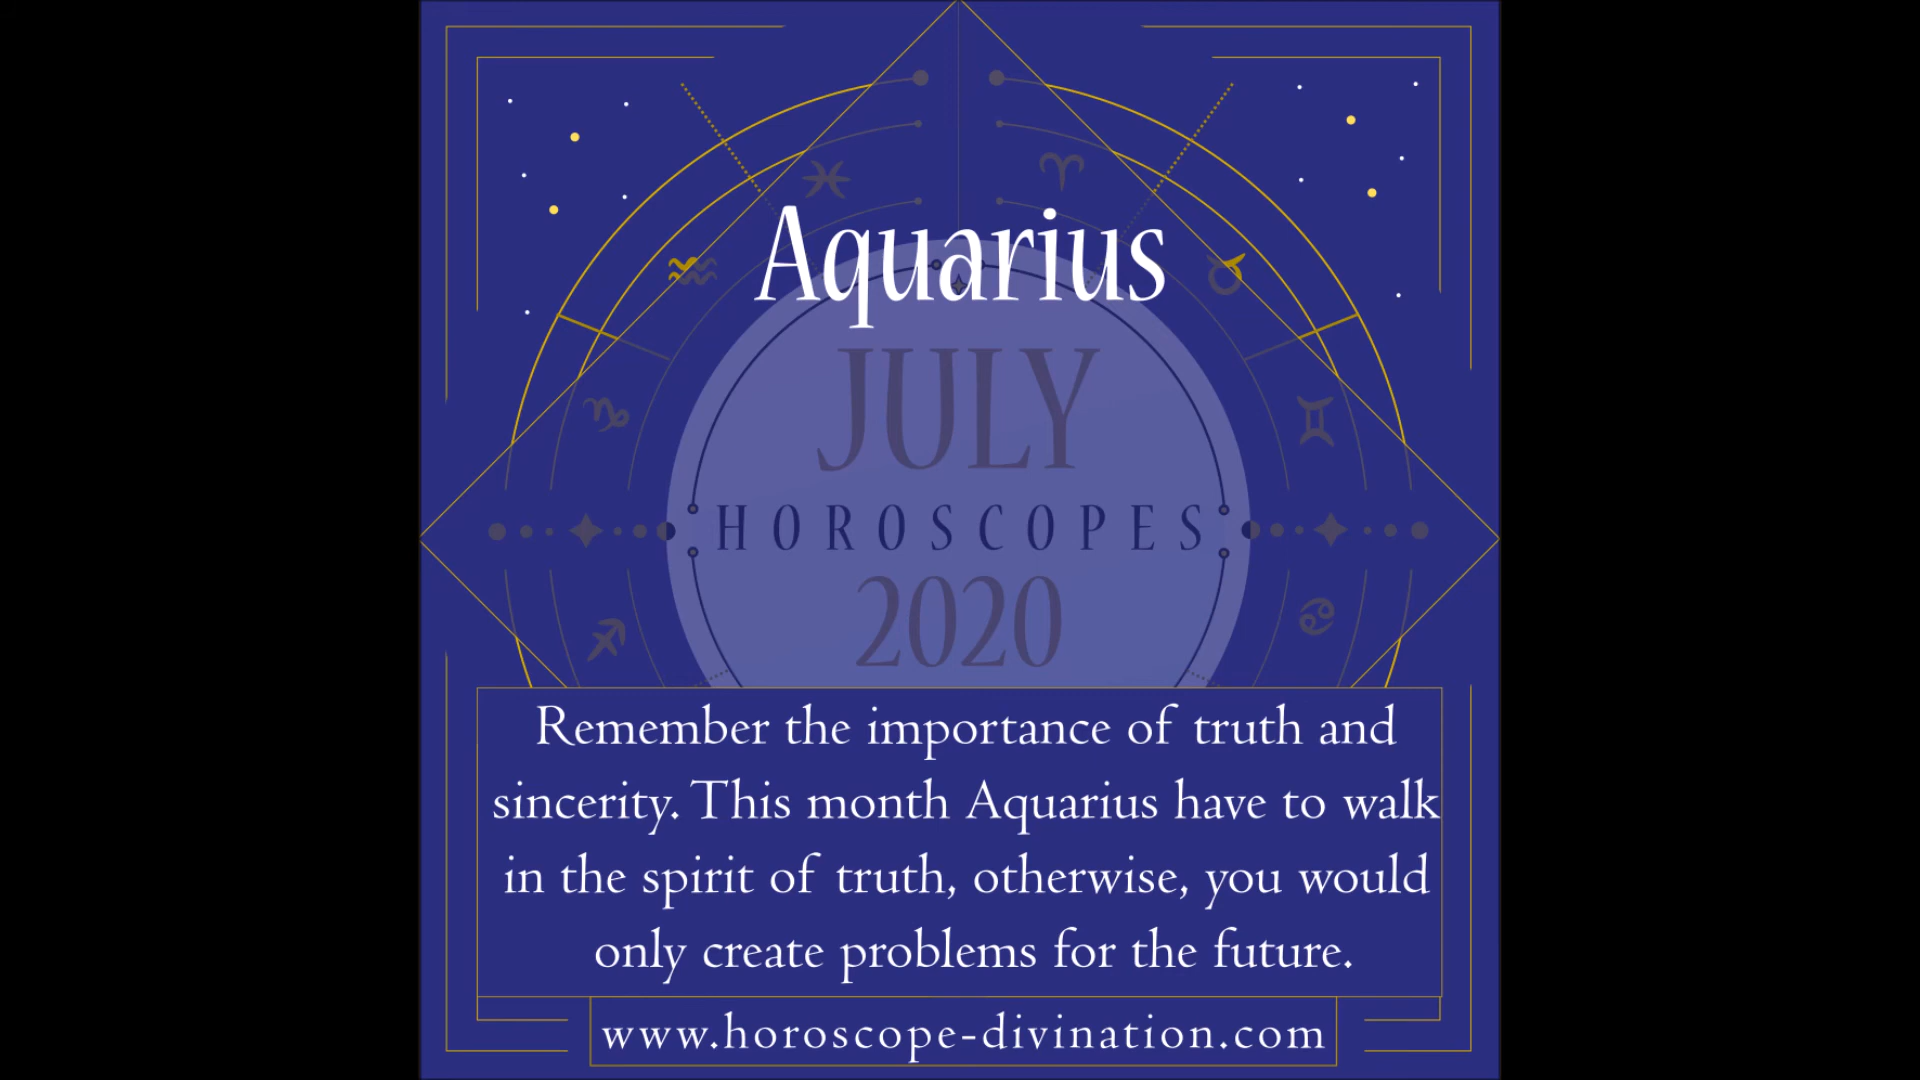 Aquarius
JULY
HOROSCOPES
2020
Remember the importance of truth and
sincerity. This month Aquarius have to walk
in the spirit of truth, otherwise, you would
only create problems for the future.
www.horoscope-divination.com